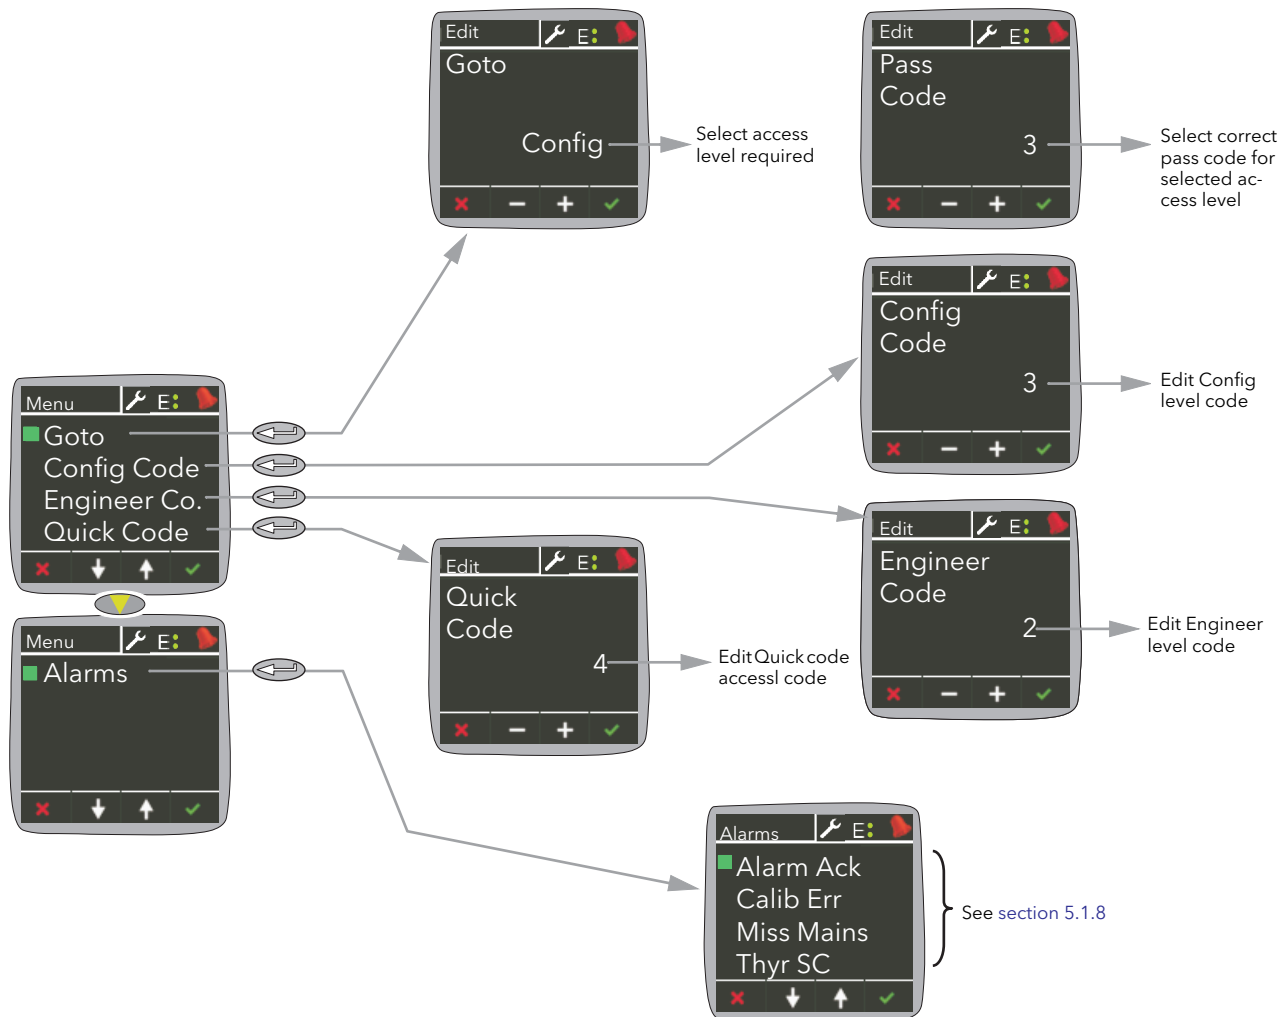 Edit E:
Goto
Config
Select access
level required
Edit E:
Pass
Code
3
Select correct
pass code for
selected ac-
cess level
Edit E:
Config
Code
3
Edit Config
level code
Menu E:
Goto
Config Code
Engineer Co.
Quick Code
Menu E:
Alarms
Edit E:
Quick
Code
4
Edit Quick code
accessl code
Edit E:
Engineer
Code
2
Edit Engineer
level code
Alarms E:
Alarm Ack
Calib Err
Miss Mains
Thyr SC
See section 5.1.8